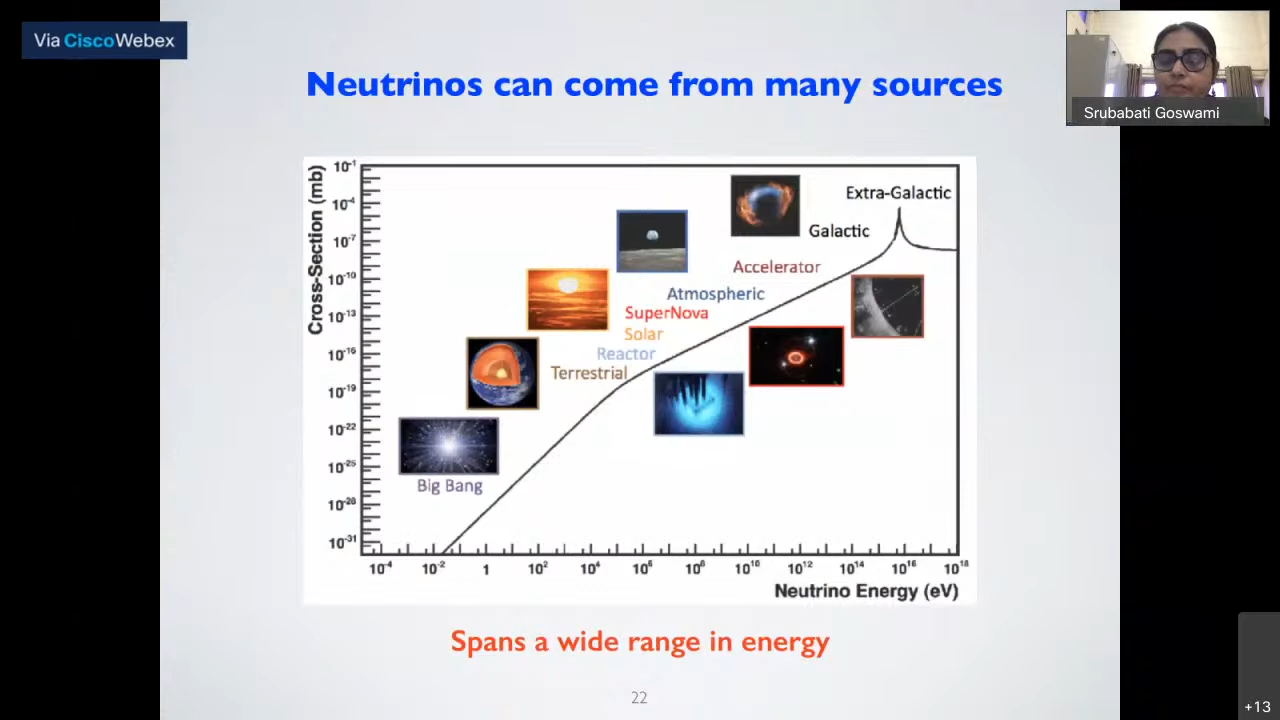 Via CiscoWebex
Neutrinos can come from many sources
Srubabati Goswami
Cross-Section (mb)
10⁻¹
10⁻⁴
10⁻⁷
10⁻¹⁰
10⁻¹³
10⁻¹⁶
10⁻¹⁹
10⁻²²
10⁻²⁵
10⁻²⁸
10⁻³¹
Extra-Galactic
Galactic
Accelerator
Atmospheric
SuperNova
Solar
Reactor
Terrestrial
Big Bang
10⁻⁴ 10⁻² 1 10² 10⁴ 10⁶ 10⁸ 10¹⁰ 10¹² 10¹⁴ 10¹⁶ 10¹⁸
Neutrino Energy (eV)
Spans a wide range in energy
22
+13